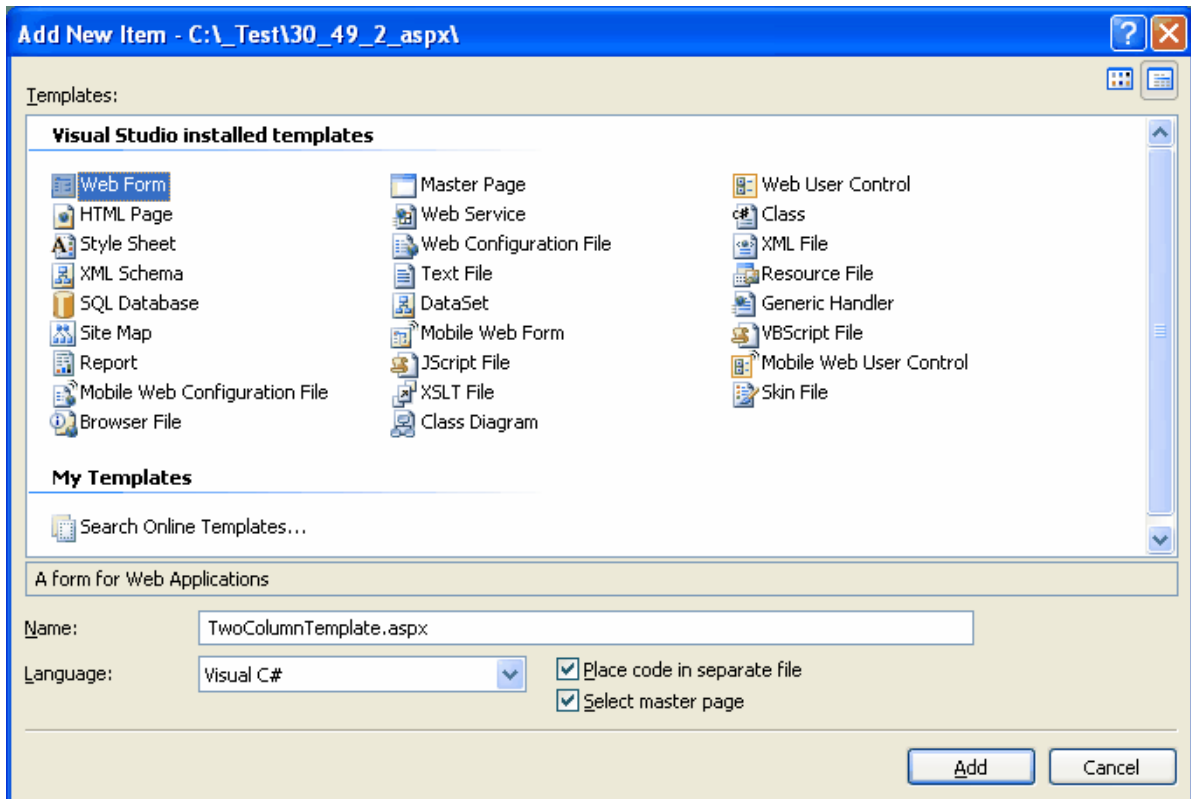 Add New Item - C:\_Test\30_49_2_aspx\
Templates:
Visual Studio installed templates
Web Form Master Page Web User Control
HTML Page Web Service Class
Style Sheet Web Configuration File XML File
XML Schema Text File Resource File
SQL Database DataSet Generic Handler
Site Map Mobile Web Form VBScript File
Report JScript File Mobile Web User Control
Mobile Web Configuration File XSLT File Skin File
Browser File Class Diagram
My Templates
Search Online Templates...
A form for Web Applications
Name: TwoColumnTemplate.aspx
Language: Visual C# Place code in separate file
Select master page
Add Cancel